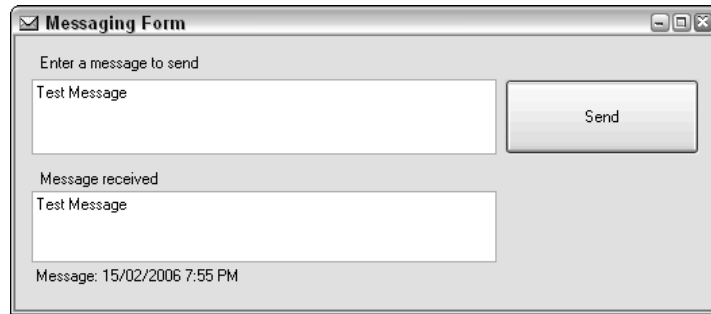 Messaging Form
Enter a message to send
Test Message
Send
Message received
Test Message
Message: 15/02/2006 7:55 PM